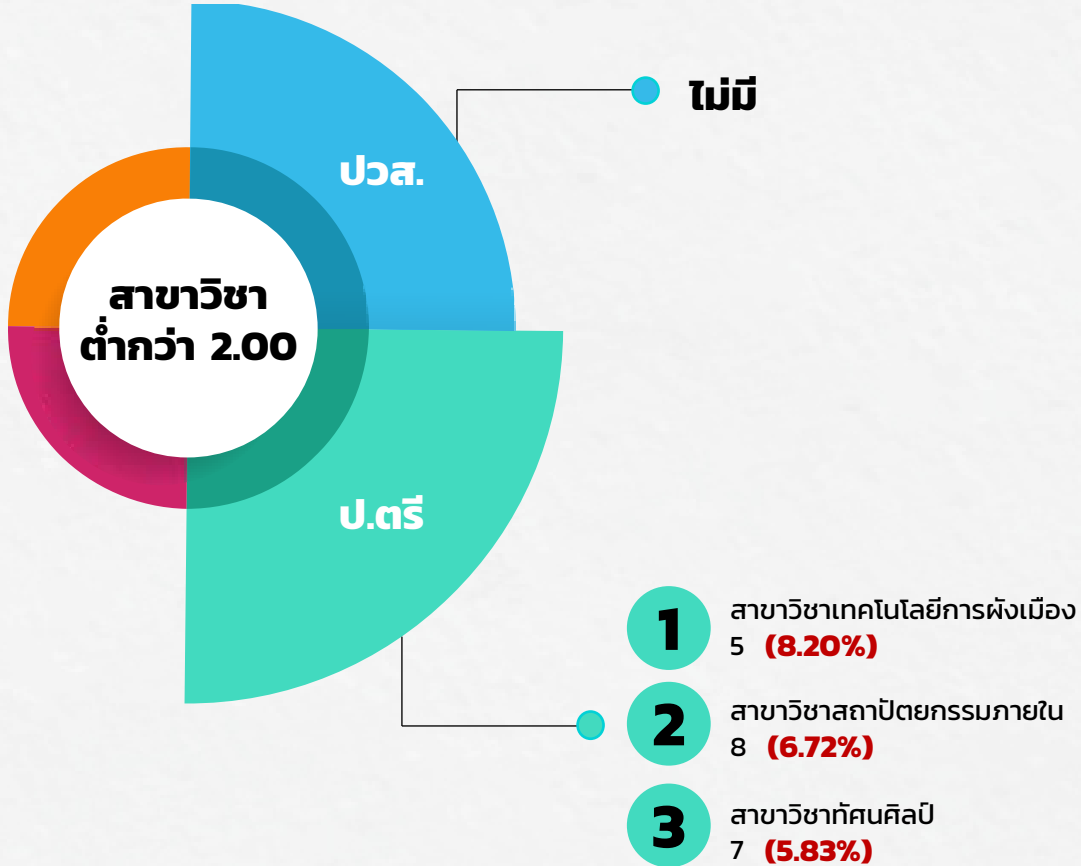 ไม่มี
ปวส.
สาขาวิชา
ต่ำกว่า 2.00
ป.ตรี
1
สาขาวิชาเทคโนโลยีการผังเมือง
5 (8.20%)
2
สาขาวิชาสถาปัตยกรรมภายใน
8 (6.72%)
3
สาขาวิชาทัศนศิลป์
7 (5.83%)